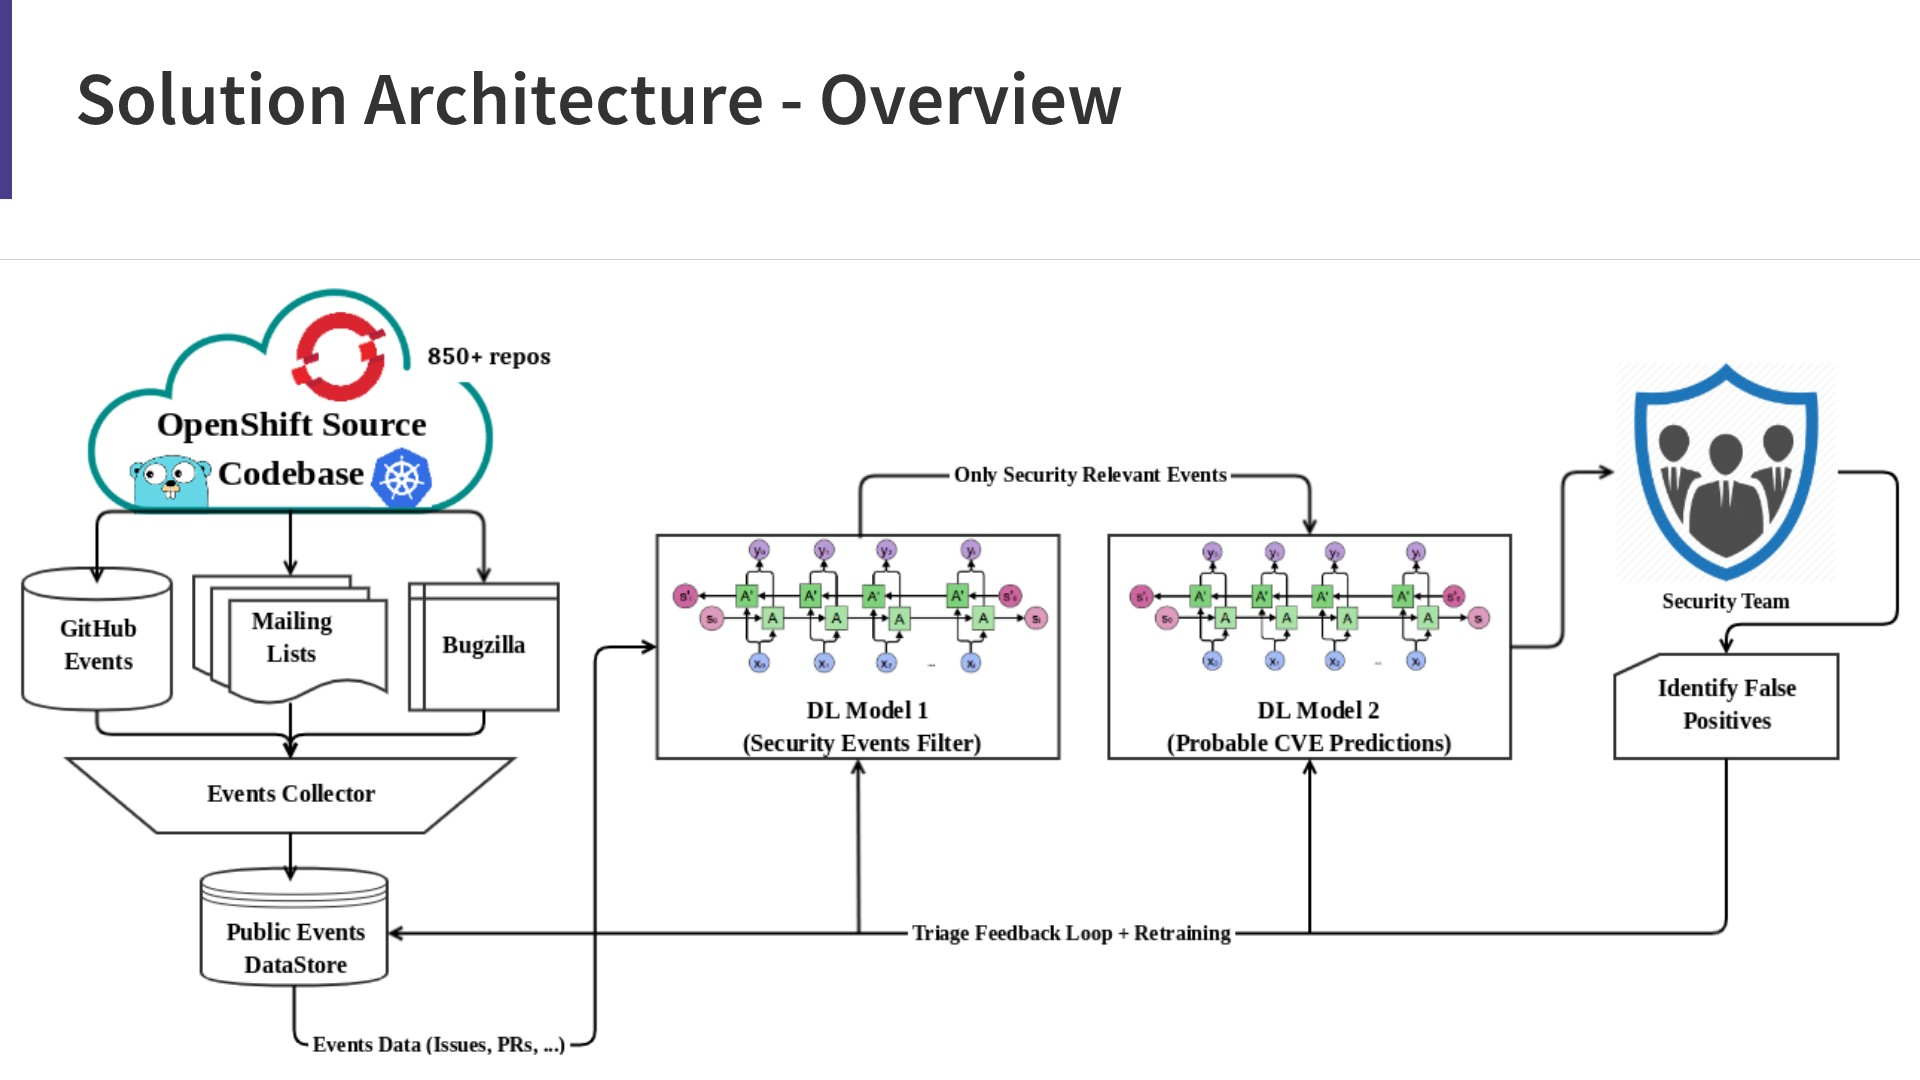 Solution Architecture - Overview
850+ repos
OpenShift Source
Codebase
GitHub
Events
Mailing
Lists
Bugzilla
Events Collector
Public Events
DataStore
Events Data (Issues, PRs, ...)
Only Security Relevant Events
DL Model 1
(Security Events Filter)
DL Model 2
(Probable CVE Predictions)
Security Team
Identify False
Positives
Triage Feedback Loop + Retraining